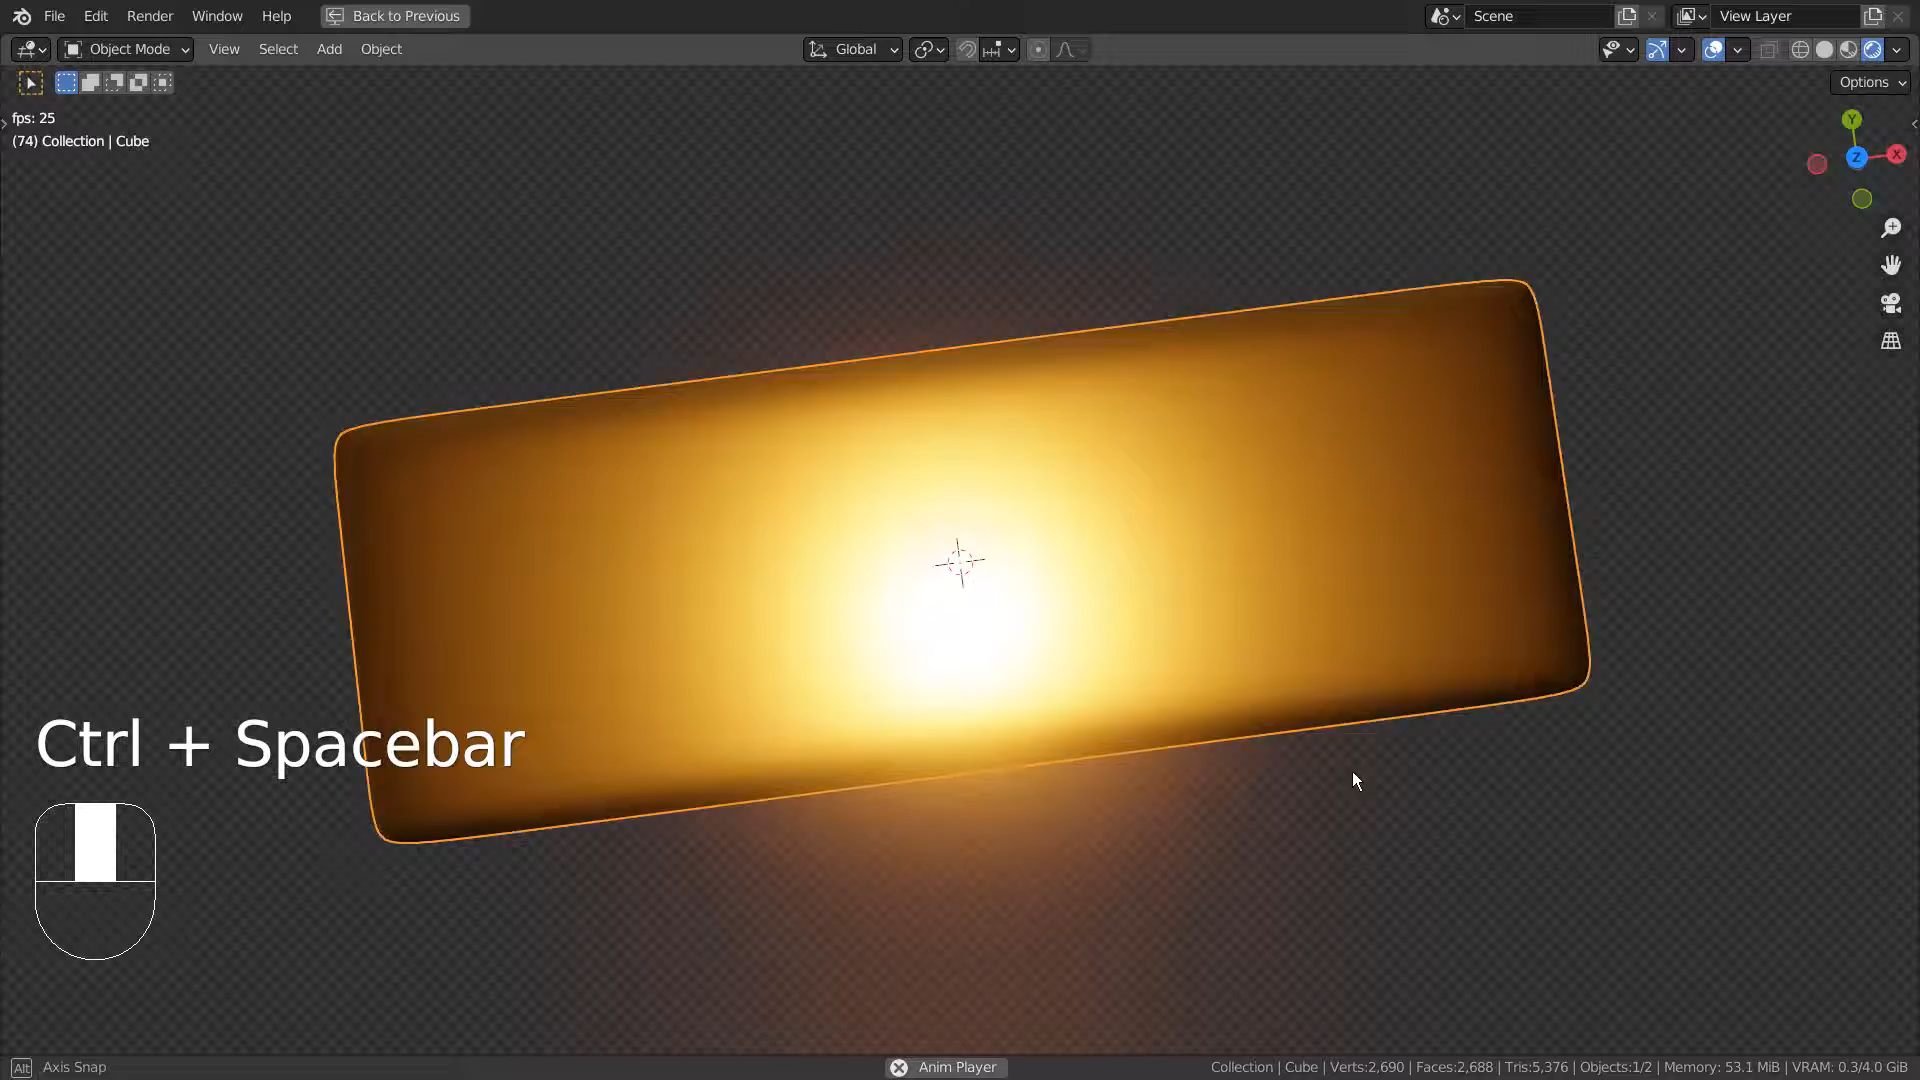 File Edit Render Window Help Back to Previous Scene View Layer
Object Mode View Select Add Object Global
Options
fps: 25
(74) Collection | Cube
Y
Z X
Ctrl + Spacebar
Alt Axis Snap Anim Player Collection | Cube | Verts:2,690 | Faces:2,688 | Tris:5,376 | Objects:1/2 | Memory: 53.1 MiB | VRAM: 0.3/4.0 GiB